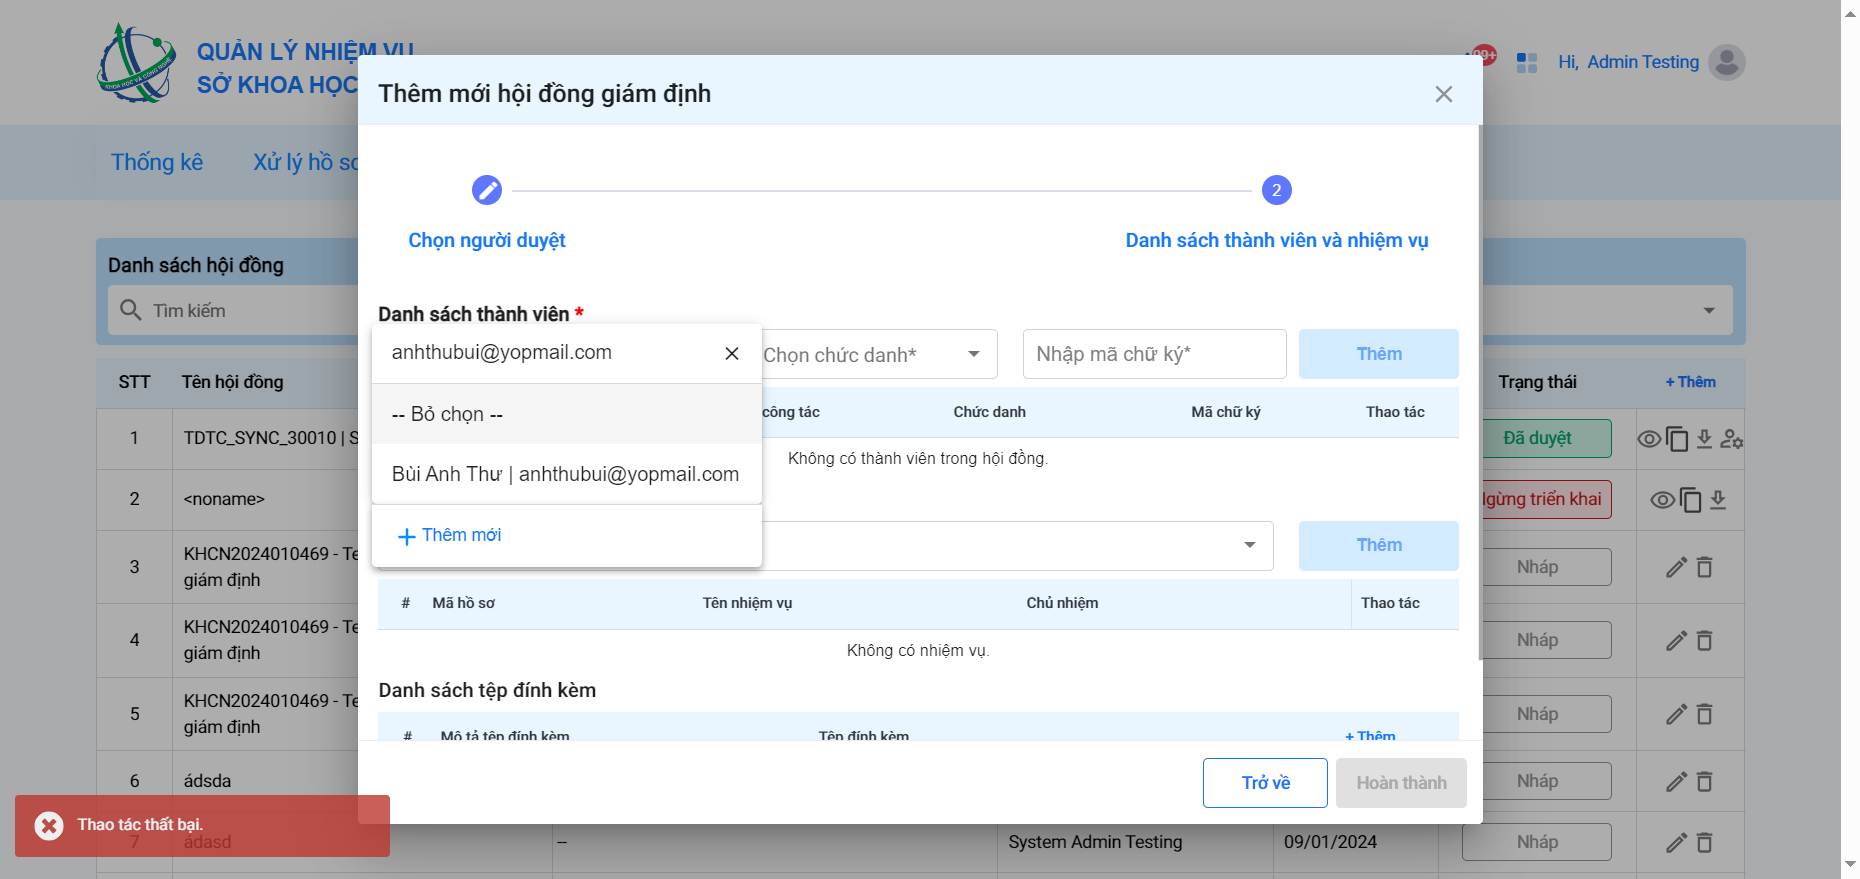 QUẢN LÝ NHIỆM VỤ
SỞ KHOA HỌC
99+
Hi, Admin Testing
Thống kê
Xử lý hồ sơ
Thêm mới hội đồng giám định
2
Chọn người duyệt
Danh sách thành viên và nhiệm vụ
Danh sách hội đồng
Tìm kiếm
Danh sách thành viên *
anhthubui@yopmail.com
Chọn chức danh*
Nhập mã chữ ký*
Thêm
-- Bỏ chọn --
Bùi Anh Thư | anhthubui@yopmail.com
Thêm mới
công tác
Chức danh
Mã chữ ký
Thao tác
Không có thành viên trong hội đồng.
Thêm
# Mã hồ sơ Tên nhiệm vụ Chủ nhiệm Thao tác
Không có nhiệm vụ.
Danh sách tệp đính kèm
# Mô tả tệp đính kèm Tệp đính kèm + Thêm
Trở về
Hoàn thành
STT Tên hội đồng Trạng thái + Thêm
1 TDTC_SYNC_30010 | S Đã duyệt
2 <noname> Ngừng triển khai
3 KHCN2024010469 - Te
giám định
Nháp
4 KHCN2024010469 - Te
giám định
Nháp
5 KHCN2024010469 - Te
giám định
Nháp
6 ádsda Nháp
7 ádasd -- System Admin Testing 09/01/2024 Nháp
Thao tác thất bại.